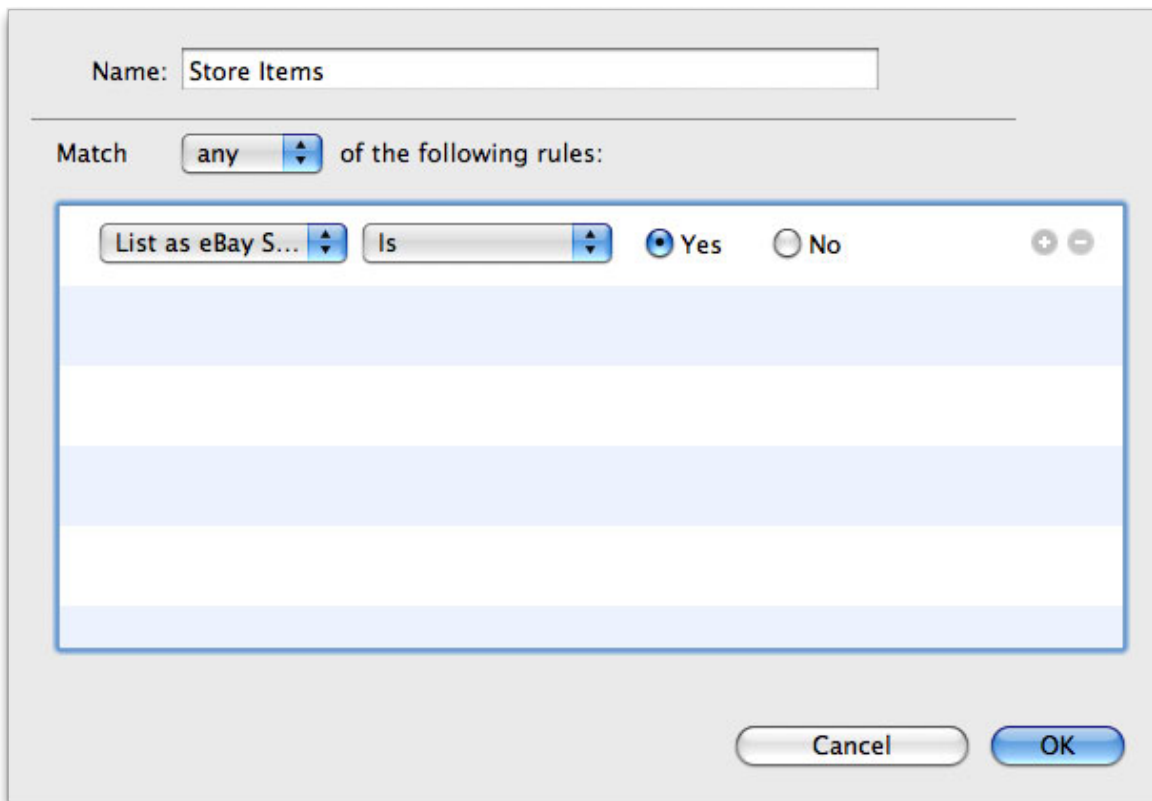 Name: Store Items
Match any of the following rules:
List as eBay S... Is Yes No
Cancel OK